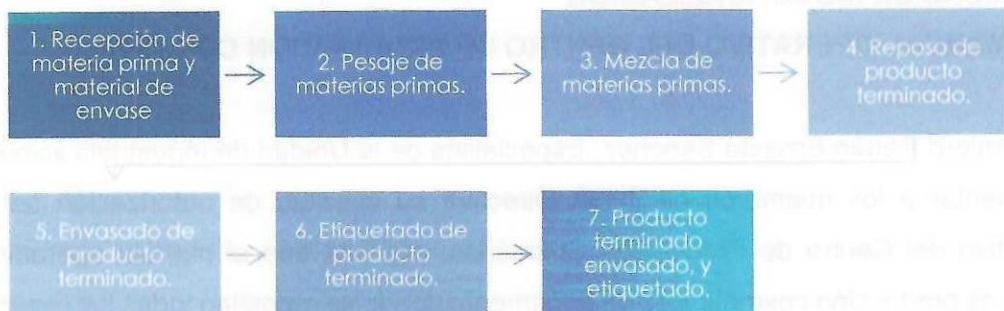 1. Recepción de
materia prima y
material de
envase
2. Pesaje de
materias primas.
3. Mezcla de
materias primas.
4. Reposo de
producto
terminado.
5. Envasado de
producto
terminado.
6. Etiquetado de
producto
terminado.
7. Producto
terminado
envasado, y
etiquetado.